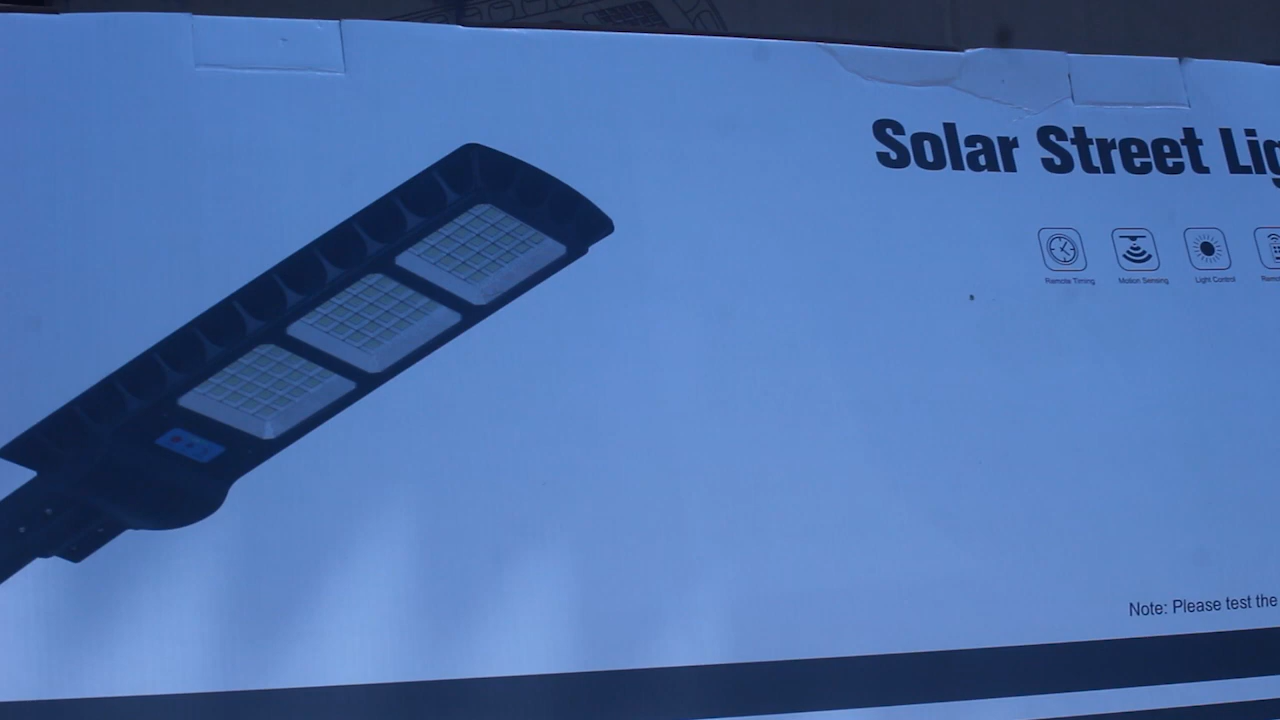 Solar Street Lig
Remote Timing
Motion Sensing
Light Control
Note: Please test the